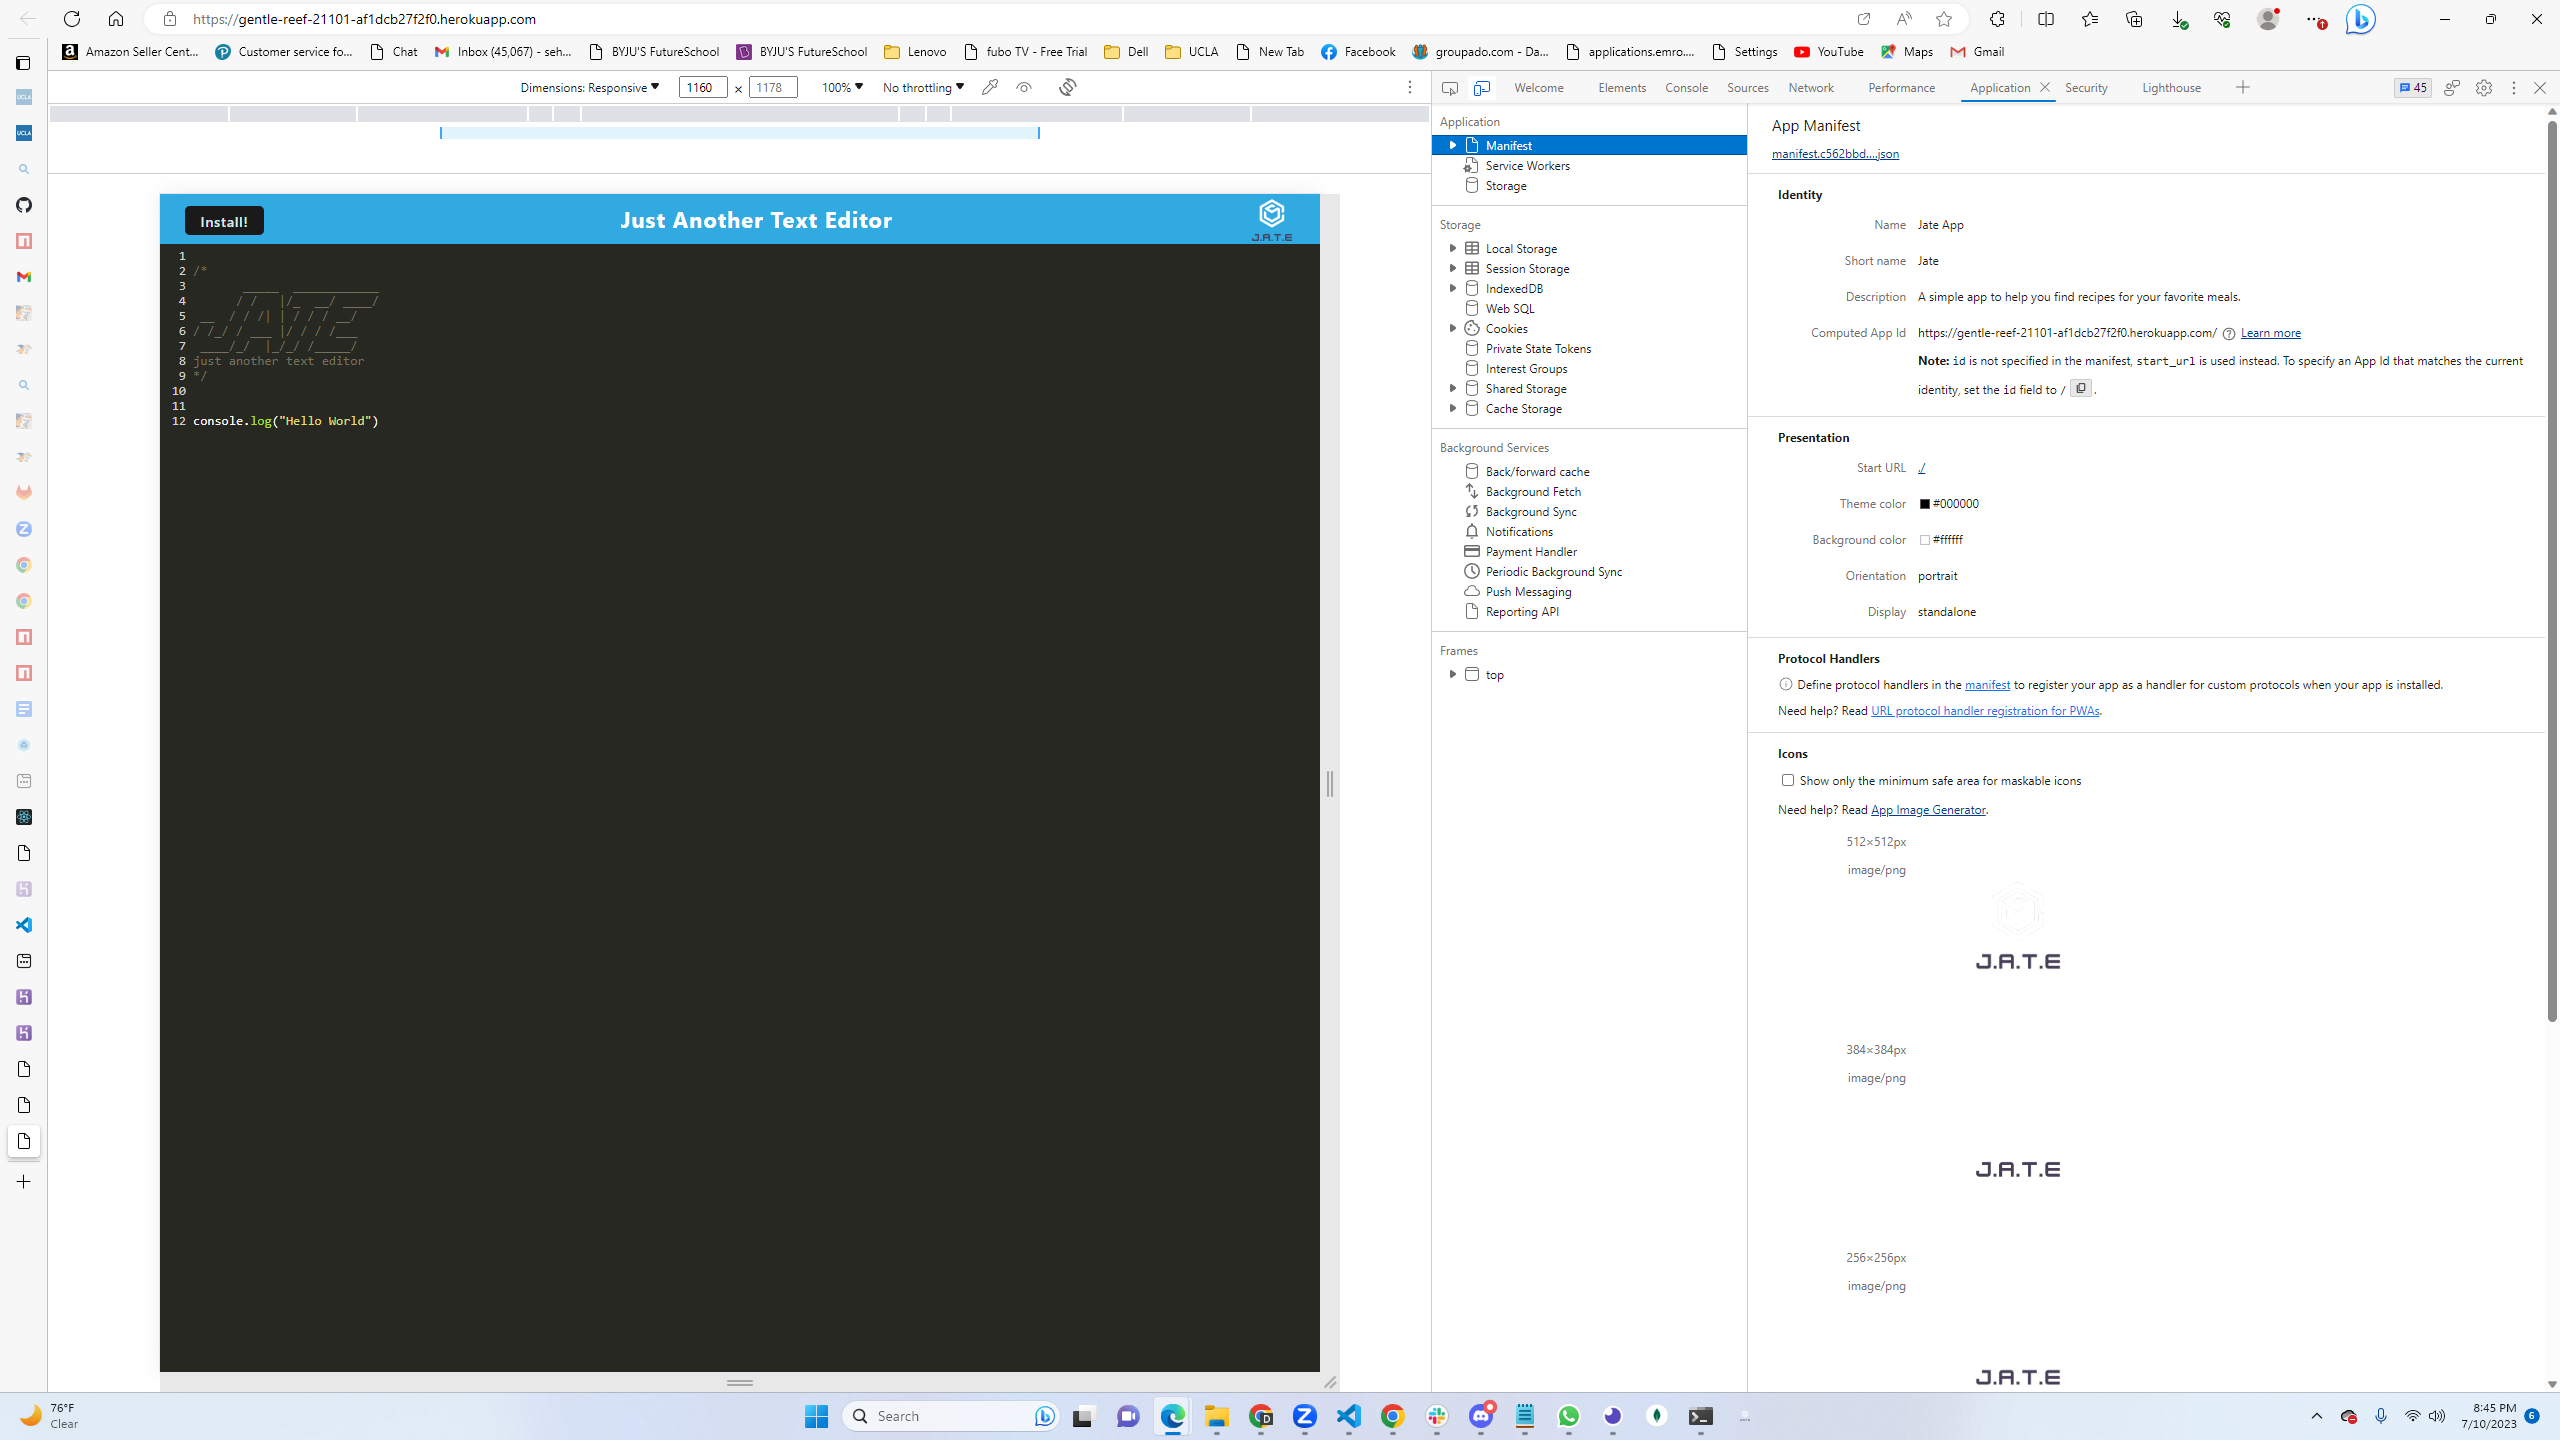 https://gentle-reef-21101-af1dcb27f2f0.herokuapp.com
Amazon Seller Cent... Customer service fo... Chat Inbox (45,067) - seh... BYJU'S FutureSchool BYJU'S FutureSchool Lenovo fubo TV - Free Trial Dell UCLA New Tab Facebook groupado.com - Da... applications.emro.... Settings YouTube Maps Gmail
Dimensions: Responsive 1160 × 1178 100% No throttling
Welcome Elements Console Sources Network Performance Application Security Lighthouse 45
Install! Just Another Text Editor J.A.T.E
1
2 /*
3      _____  ____________
4     / /   |/_  __/ ____/
5 __  / / /| | / / / __/
6 / /_/ / ___ |/ / / /___
7 ____/_/  |_/_/ /_____/
8 just another text editor
9 */
10
11
12 console.log("Hello World")
Application
Manifest
Service Workers
Storage
Storage
Local Storage
Session Storage
IndexedDB
Web SQL
Cookies
Private State Tokens
Interest Groups
Shared Storage
Cache Storage
Background Services
Back/forward cache
Background Fetch
Background Sync
Notifications
Payment Handler
Periodic Background Sync
Push Messaging
Reporting API
Frames
top
App Manifest
manifest.c562bbd....json
Identity
Name Jate App
Short name Jate
Description A simple app to help you find recipes for your favorite meals.
Computed App Id https://gentle-reef-21101-af1dcb27f2f0.herokuapp.com/ Learn more
Note: id is not specified in the manifest, start_url is used instead. To specify an App Id that matches the current
identity, set the id field to / .
Presentation
Start URL ./
Theme color #000000
Background color #ffffff
Orientation portrait
Display standalone
Protocol Handlers
Define protocol handlers in the manifest to register your app as a handler for custom protocols when your app is installed.
Need help? Read URL protocol handler registration for PWAs.
Icons
Show only the minimum safe area for maskable icons
Need help? Read App Image Generator.
512×512px
image/png
J.A.T.E
384×384px
image/png
J.A.T.E
256×256px
image/png
J.A.T.E
76°F
Clear
Search
8:45 PM
7/10/2023
6